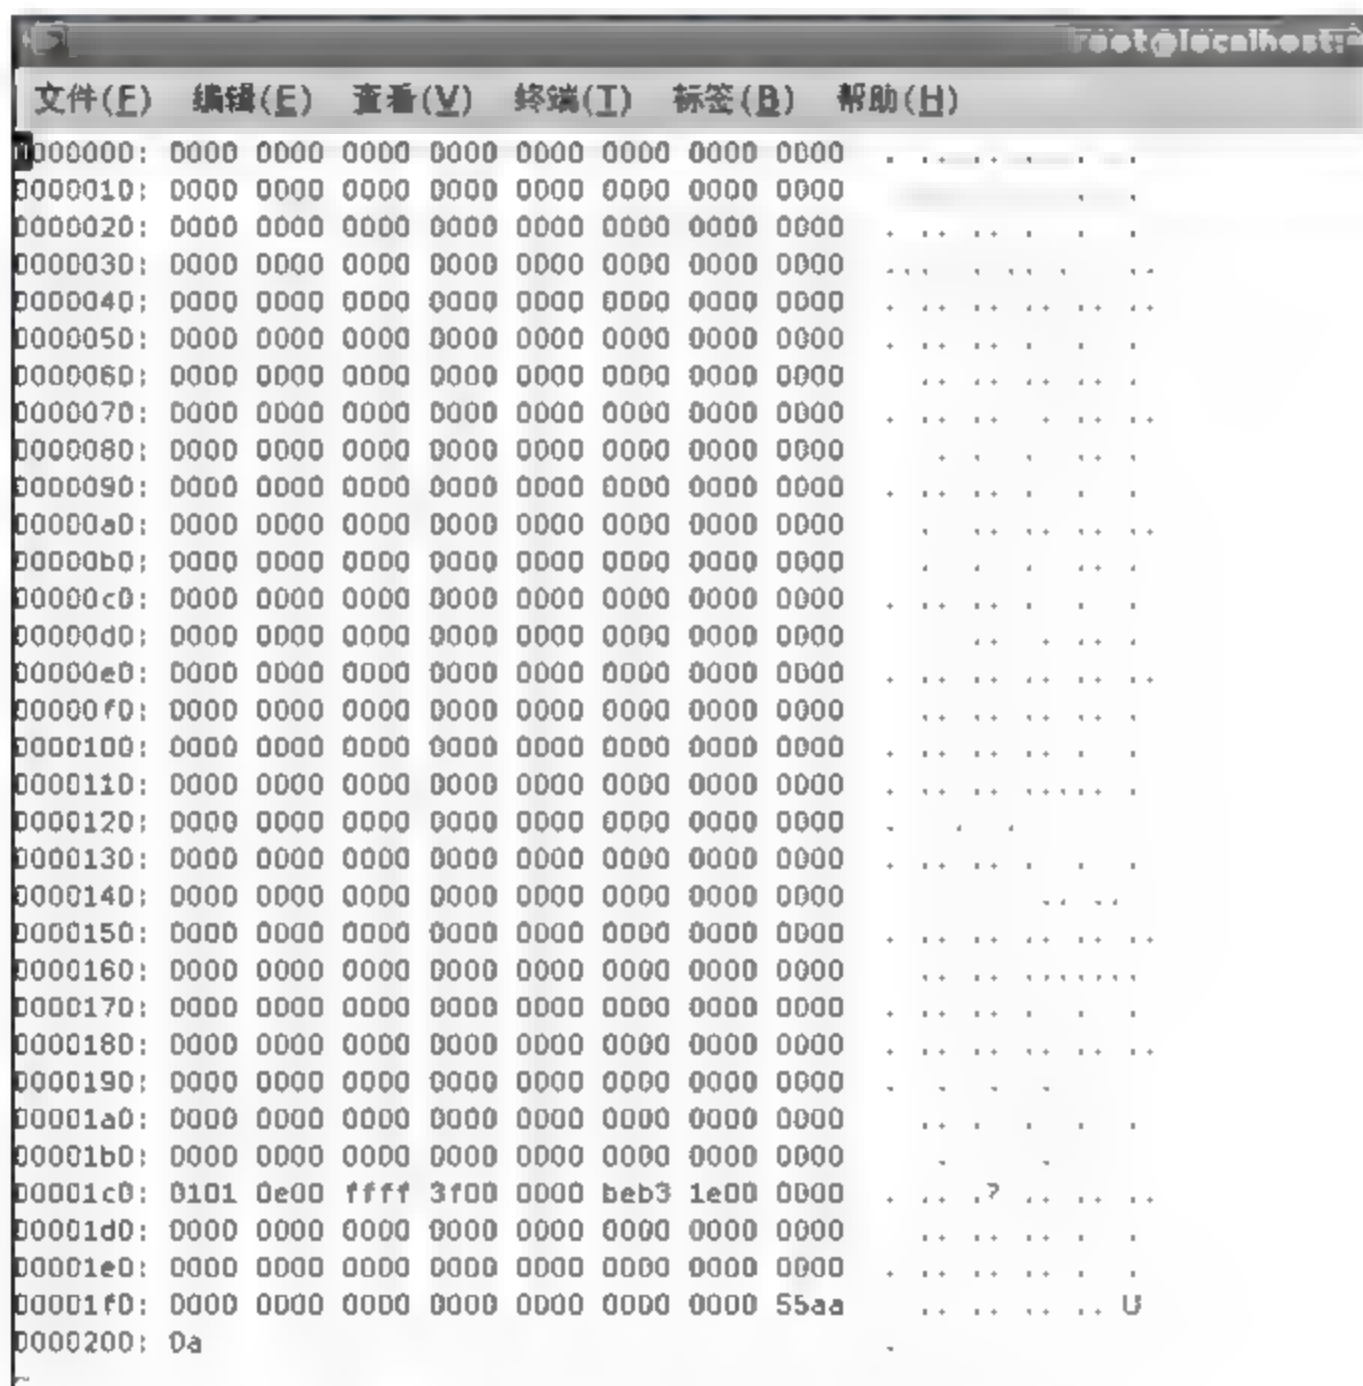 root@localhost:
文件(F) 编辑(E) 查看(V) 终端(T) 标签(B) 帮助(H)
0000000: 0000 0000 0000 0000 0000 0000 0000 0000 ................
0000010: 0000 0000 0000 0000 0000 0000 0000 0000 ................
0000020: 0000 0000 0000 0000 0000 0000 0000 0000 ................
0000030: 0000 0000 0000 0000 0000 0000 0000 0000 ................
0000040: 0000 0000 0000 0000 0000 0000 0000 0000 ................
0000050: 0000 0000 0000 0000 0000 0000 0000 0000 ................
0000060: 0000 0000 0000 0000 0000 0000 0000 0000 ................
0000070: 0000 0000 0000 0000 0000 0000 0000 0000 ................
0000080: 0000 0000 0000 0000 0000 0000 0000 0000 ................
0000090: 0000 0000 0000 0000 0000 0000 0000 0000 ................
00000a0: 0000 0000 0000 0000 0000 0000 0000 0000 ................
00000b0: 0000 0000 0000 0000 0000 0000 0000 0000 ................
00000c0: 0000 0000 0000 0000 0000 0000 0000 0000 ................
00000d0: 0000 0000 0000 0000 0000 0000 0000 0000 ................
00000e0: 0000 0000 0000 0000 0000 0000 0000 0000 ................
00000f0: 0000 0000 0000 0000 0000 0000 0000 0000 ................
0000100: 0000 0000 0000 0000 0000 0000 0000 0000 ................
0000110: 0000 0000 0000 0000 0000 0000 0000 0000 ................
0000120: 0000 0000 0000 0000 0000 0000 0000 0000 ................
0000130: 0000 0000 0000 0000 0000 0000 0000 0000 ................
0000140: 0000 0000 0000 0000 0000 0000 0000 0000 ................
0000150: 0000 0000 0000 0000 0000 0000 0000 0000 ................
0000160: 0000 0000 0000 0000 0000 0000 0000 0000 ................
0000170: 0000 0000 0000 0000 0000 0000 0000 0000 ................
0000180: 0000 0000 0000 0000 0000 0000 0000 0000 ................
0000190: 0000 0000 0000 0000 0000 0000 0000 0000 ................
00001a0: 0000 0000 0000 0000 0000 0000 0000 0000 ................
00001b0: 0000 0000 0000 0000 0000 0000 0000 0000 ................
00001c0: 0101 0e00 ffff 3f00 0000 beb3 1e00 0000 ......?.........
00001d0: 0000 0000 0000 0000 0000 0000 0000 0000 ................
00001e0: 0000 0000 0000 0000 0000 0000 0000 0000 ................
00001f0: 0000 0000 0000 0000 0000 0000 0000 55aa ..............U.
0000200: 0a .